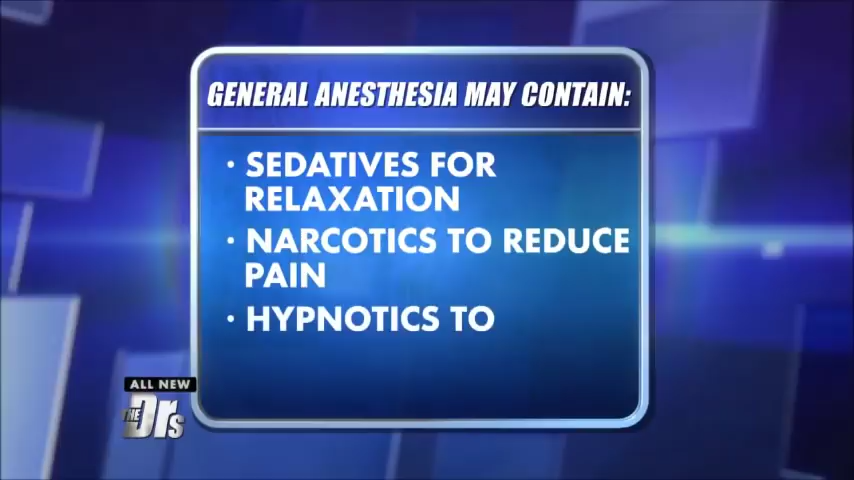 GENERAL ANESTHESIA MAY CONTAIN:
· SEDATIVES FOR
RELAXATION
· NARCOTICS TO REDUCE
PAIN
· HYPNOTICS TO
ALL NEW
THE Drs